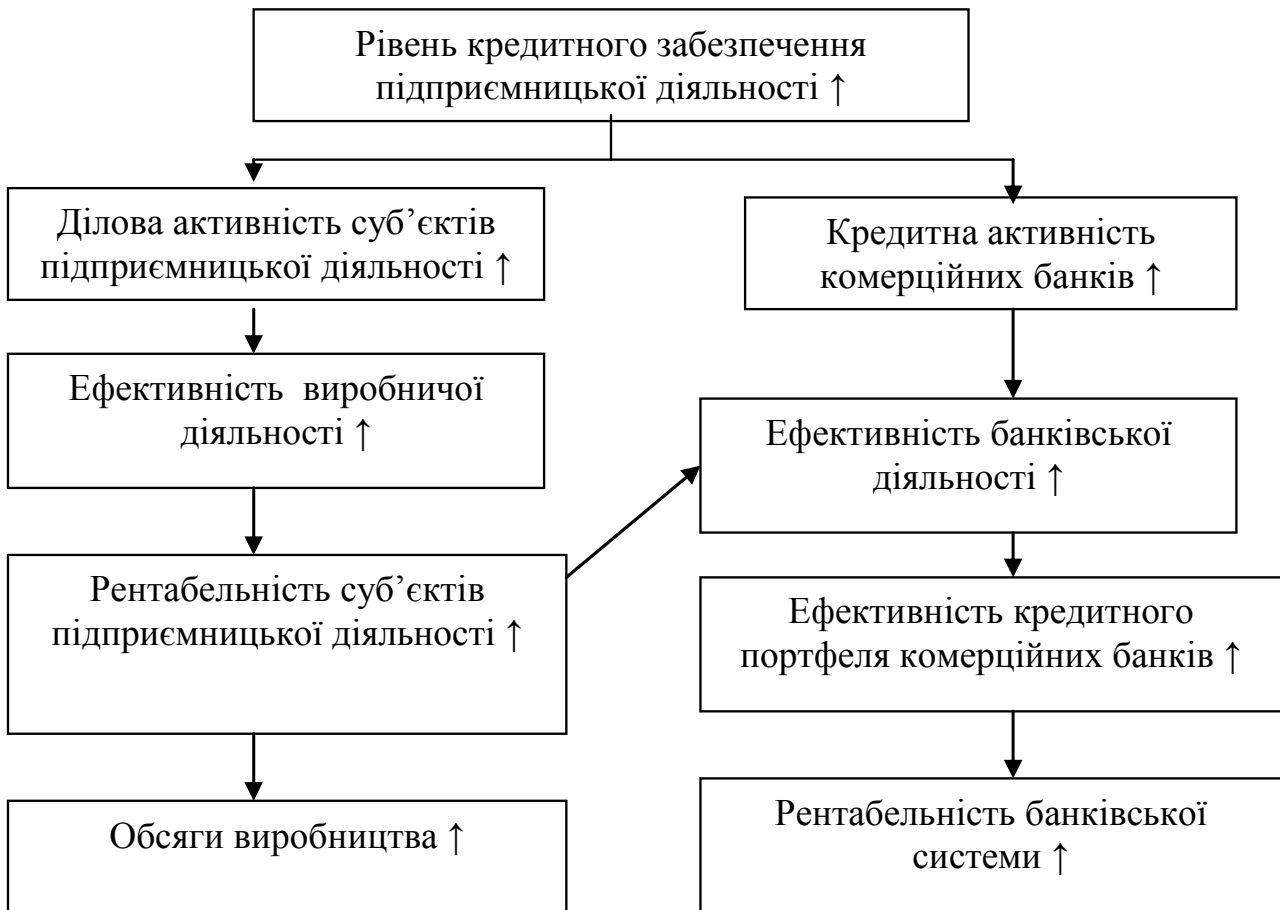 Рівень кредитного забезпечення
підприємницької діяльності ↑
Ділова активність суб’єктів
підприємницької діяльності ↑
Кредитна активність
комерційних банків ↑
Ефективність  виробничої
діяльності ↑
Ефективність банківської
діяльності ↑
Рентабельність суб’єктів
підприємницької діяльності ↑
Ефективність кредитного
портфеля комерційних банків ↑
Обсяги виробництва ↑
Рентабельність банківської
системи ↑